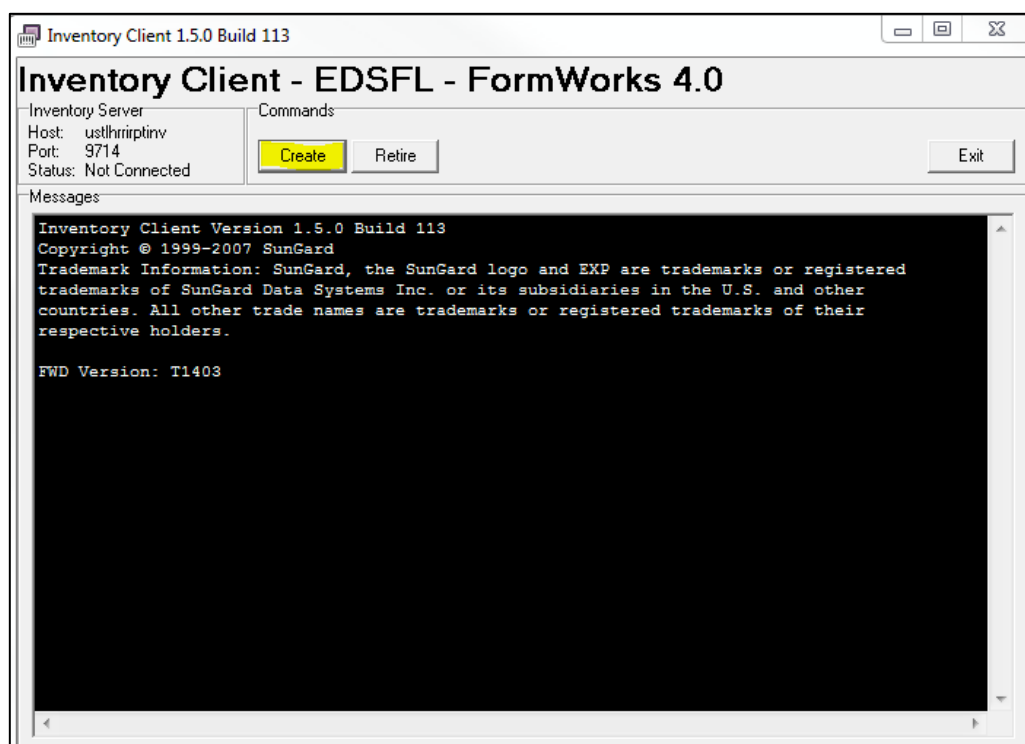 Inventory Client 1.5.0 Build 113
Inventory Client - EDSFL - FormWorks 4.0
Inventory Server
Host: ustlhrrirptinv
Port: 9714
Status: Not Connected
Commands
Create
Retire
Exit
Messages
Inventory Client Version 1.5.0 Build 113
Copyright © 1999-2007 SunGard
Trademark Information: SunGard, the SunGard logo and EXP are trademarks or registered
trademarks of SunGard Data Systems Inc. or its subsidiaries in the U.S. and other
countries. All other trade names are trademarks or registered trademarks of their
respective holders.
FWD Version: T1403